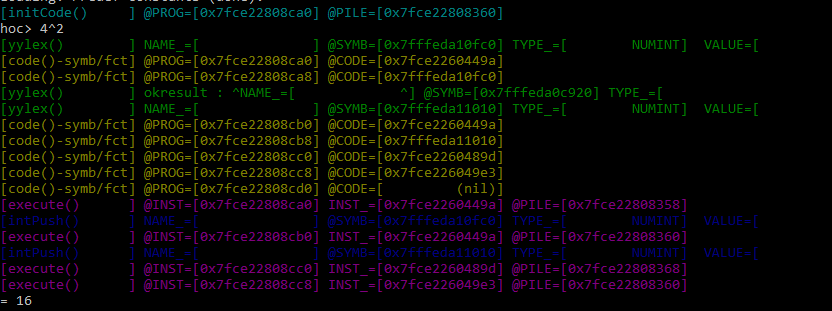 [initCode()      ] @PROG=[0x7fce22808ca0] @PILE=[0x7fce22808360]
hoc> 4^2
[yylex()         ] NAME_=[              ] @SYMB=[0x7fffeda10fc0] TYPE_=[        NUMINT]  VALUE=[
[code()-symb/fct] @PROG=[0x7fce22808ca0] @CODE=[0x7fce2260449a]
[code()-symb/fct] @PROG=[0x7fce22808ca8] @CODE=[0x7fffeda10fc0]
[yylex()         ] okresult : ^NAME_=[             ^] @SYMB=[0x7fffeda0c920] TYPE_=[
[yylex()         ] NAME_=[              ] @SYMB=[0x7fffeda11010] TYPE_=[        NUMINT]  VALUE=[
[code()-symb/fct] @PROG=[0x7fce22808cb0] @CODE=[0x7fce2260449a]
[code()-symb/fct] @PROG=[0x7fce22808cb8] @CODE=[0x7fffeda11010]
[code()-symb/fct] @PROG=[0x7fce22808cc0] @CODE=[0x7fce2260489d]
[code()-symb/fct] @PROG=[0x7fce22808cc8] @CODE=[0x7fce226049e3]
[code()-symb/fct] @PROG=[0x7fce22808cd0] @CODE=[         (nil)]
[execute()       ] @INST=[0x7fce22808ca0] INST_=[0x7fce2260449a] @PILE=[0x7fce22808358]
[intPush()       ] NAME_=[              ] @SYMB=[0x7fffeda10fc0] TYPE_=[        NUMINT]  VALUE=[
[execute()       ] @INST=[0x7fce22808cb0] INST_=[0x7fce2260449a] @PILE=[0x7fce22808360]
[intPush()       ] NAME_=[              ] @SYMB=[0x7fffeda11010] TYPE_=[        NUMINT]  VALUE=[
[execute()       ] @INST=[0x7fce22808cc0] INST_=[0x7fce2260489d] @PILE=[0x7fce22808368]
[execute()       ] @INST=[0x7fce22808cc8] INST_=[0x7fce226049e3] @PILE=[0x7fce22808360]
= 16